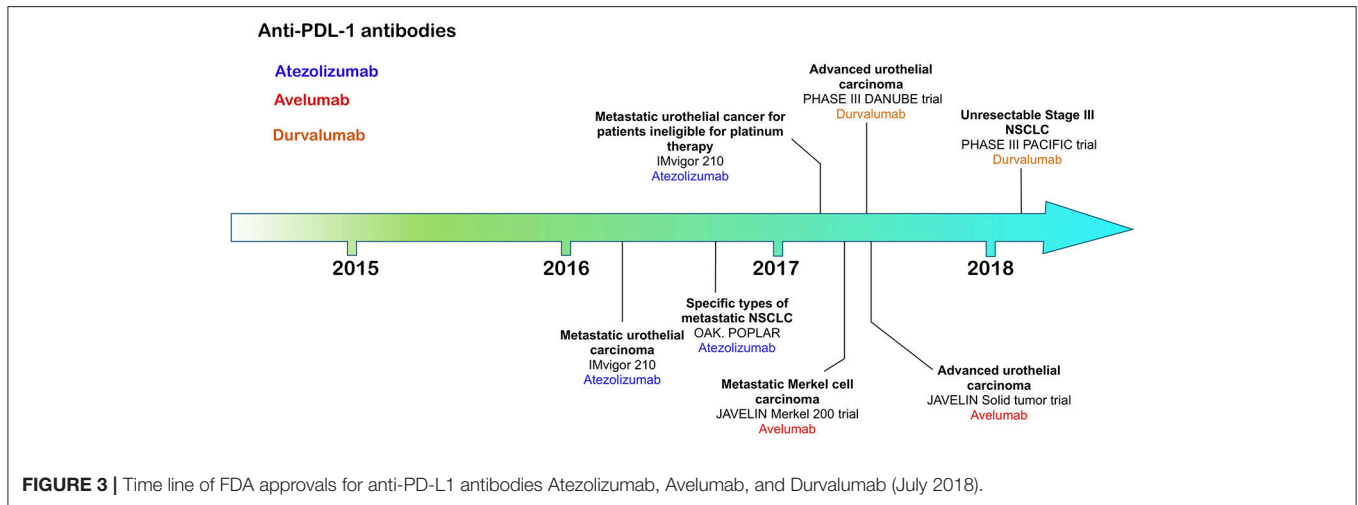 Anti-PDL-1 antibodies
Atezolizumab
Avelumab
Durvalumab
Metastatic urothelial cancer for
patients ineligible for platinum
therapy
IMvigor 210
Atezolizumab
Advanced urothelial
carcinoma
PHASE III DANUBE trial
Durvalumab
Unresectable Stage III
NSCLC
PHASE III PACIFIC trial
Durvalumab
2015
2016
2017
2018
Metastatic urothelial
carcinoma
IMvigor 210
Atezolizumab
Specific types of
metastatic NSCLC
OAK. POPLAR
Atezolizumab
Metastatic Merkel cell
carcinoma
JAVELIN Merkel 200 trial
Avelumab
Advanced urothelial
carcinoma
JAVELIN Solid tumor trial
Avelumab
FIGURE 3 | Time line of FDA approvals for anti-PD-L1 antibodies Atezolizumab, Avelumab, and Durvalumab (July 2018).